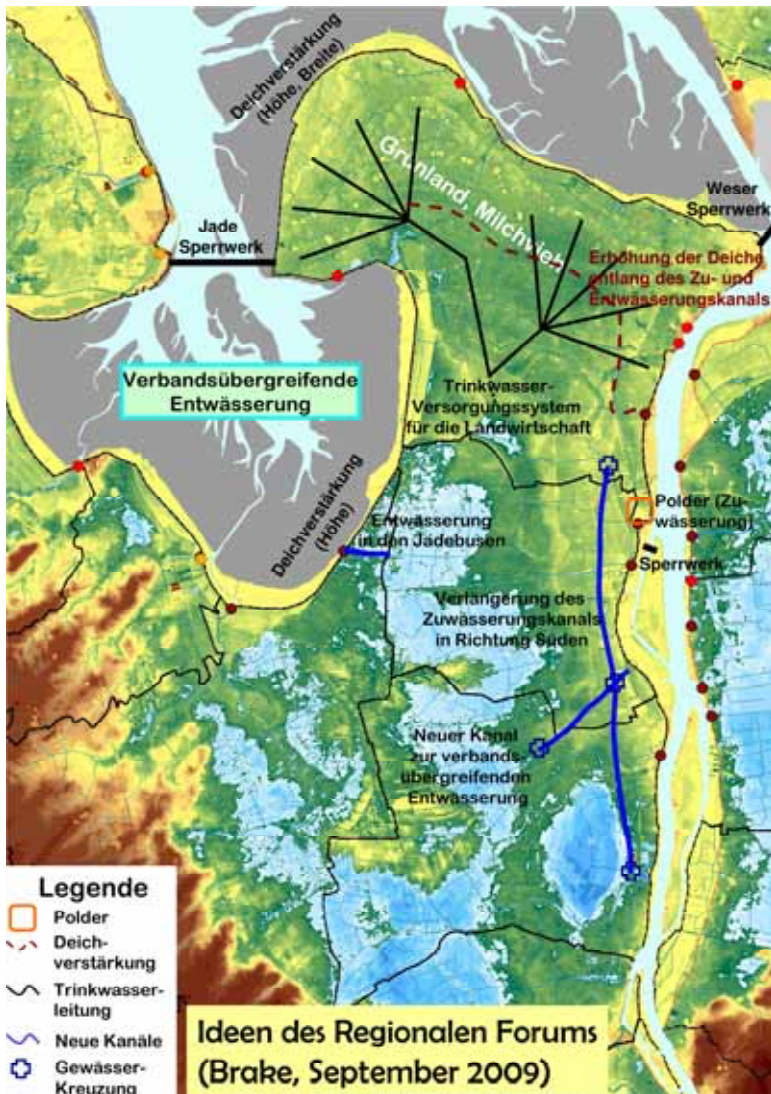 Deichverstärkung
(Höhe, Breite)
Grünland, Milchvieh
Weser
Sperrwerk
Jade
Sperrwerk
Erhöhung der Deiche
entlang des Zu- und
Entwässerungskanals
Verbandsübergreifende
Entwässerung
Trinkwasser-
Versorgungssystem
für die Landwirtschaft
Deichverstärkung
(Höhe)
Entwässerung
in den Jadebusen
Polder (Zu-
wässerung)
Sperrwerk
Verlängerung des
Zuwässerungskanals
in Richtung Süden
Neuer Kanal
zur verbands-
übergreifenden
Entwässerung
Legende
Polder
Deich-
verstärkung
Trinkwasser-
leitung
Neue Kanäle
Gewässer-
Kreuzung
Ideen des Regionalen Forums
(Brake, September 2009)